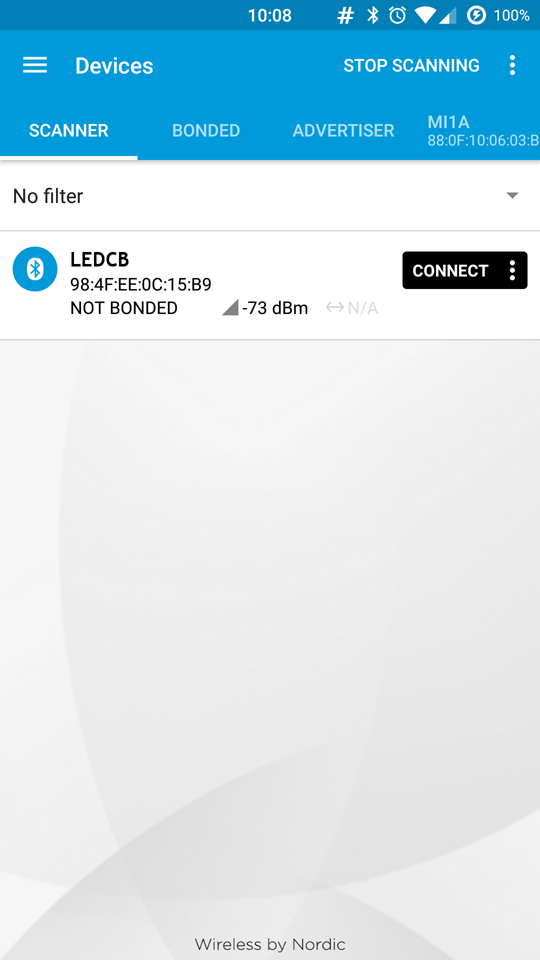 10:08 100%
Devices STOP SCANNING
SCANNER BONDED ADVERTISER MI1A
88:0F:10:06:03:B
No filter
LEDCB
98:4F:EE:0C:15:B9
CONNECT
NOT BONDED -73 dBm N/A
Wireless by Nordic